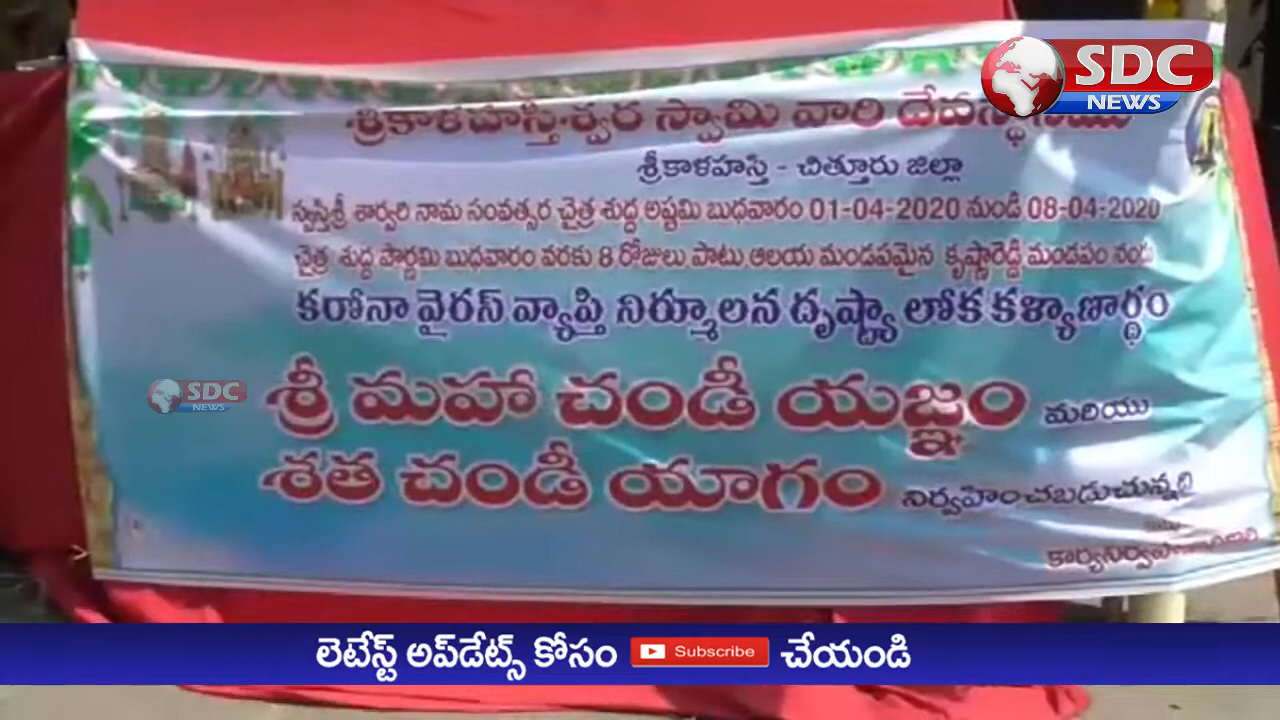 SDC
NEWS
శ్రీకాళహస్తీశ్వర స్వామి వారి దేవస్థానము
శ్రీకాళహస్తి - చిత్తూరు జిల్లా
స్వస్తిశ్రీ శార్వరి నామ సంవత్సర చైత్ర శుద్ధ అష్టమి బుధవారం 01-04-2020 నుండి 08-04-2020
చైత్ర శుద్ధ పౌర్ణమి బుధవారం వరకు 8 రోజులు పాటు ఆలయ మండపమైన కృష్ణారెడ్డి మండపం నందు
కరోనా వైరస్ వ్యాప్తి నిర్మూలన దృష్ట్యా లోక కళ్యాణార్థం
SDC
NEWS
శ్రీ మహా చండీ యజ్ఞం మరియు
శత చండీ యాగం నిర్వహించబడుచున్నది
లెటేస్ట్ అప్‌డేట్స్ కోసం Subscribe చేయండి